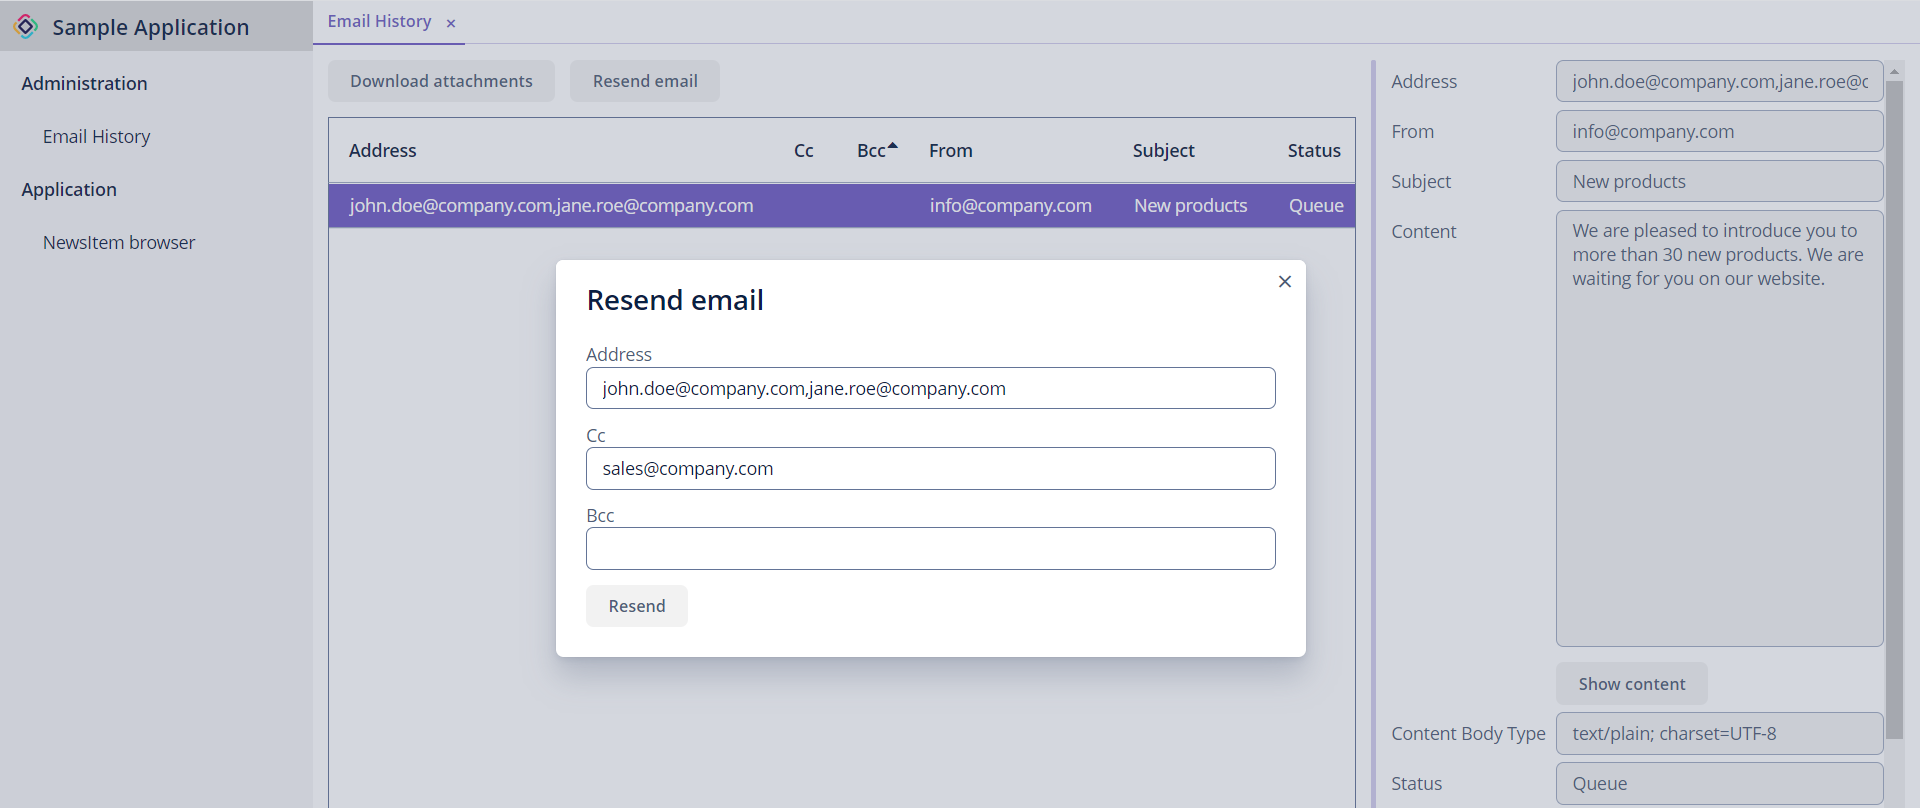 Sample Application
Administration
Email History
Application
NewsItem browser
Email History ×
Download attachments
Resend email
Address Cc Bcc From Subject Status
john.doe@company.com,jane.roe@company.com info@company.com New products Queue
Resend email
Address
john.doe@company.com,jane.roe@company.com
Cc
sales@company.com
Bcc
Resend
Address john.doe@company.com,jane.roe@c
From info@company.com
Subject New products
Content
We are pleased to introduce you to
more than 30 new products. We are
waiting for you on our website.
Show content
Content Body Type text/plain; charset=UTF-8
Status Queue